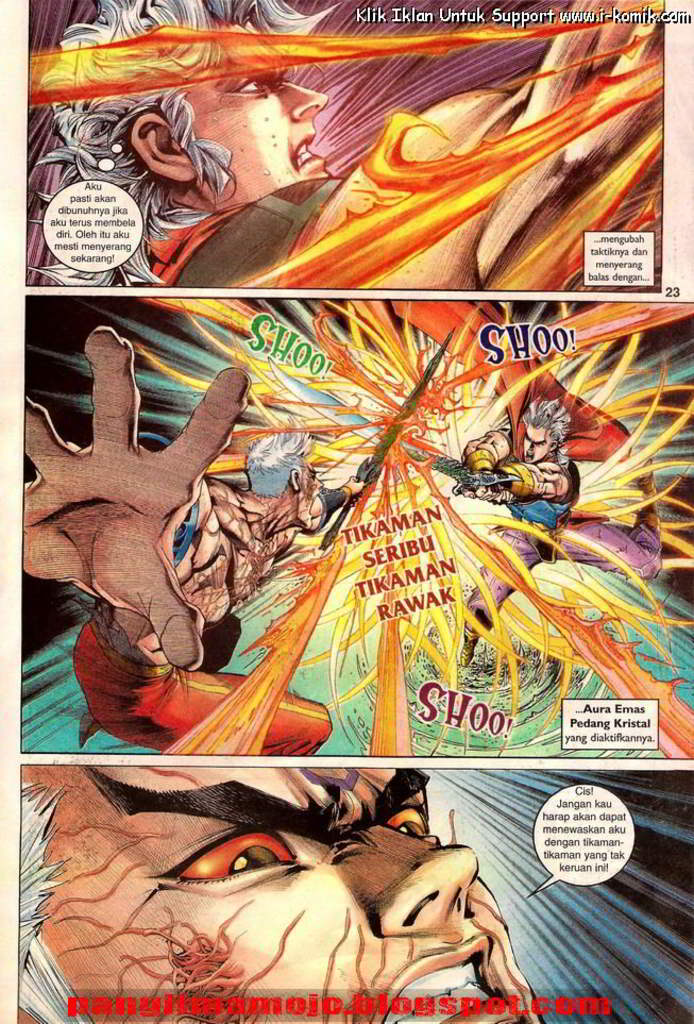 Klik Iklan Untuk Support www.i-komik.com
Aku
pasti akan
dibunuhnya jika
aku terus membela
diri. Oleh itu aku
mesti menyerang
sekarang!
...mengubah
taktiknya dan
menyerang
balas dengan...
23
SHOO!
SHOO!
TIKAMAN
SERIBU
TIKAMAN
RAWAK
SHOO!
...Aura Emas
Pedang Kristal
yang diaktifkannya.
Cis!
Jangan kau
harap akan dapat
menewaskan aku
dengan tikaman-
tikaman yang tak
keruan ini!
panglimamojo.blogspot.com